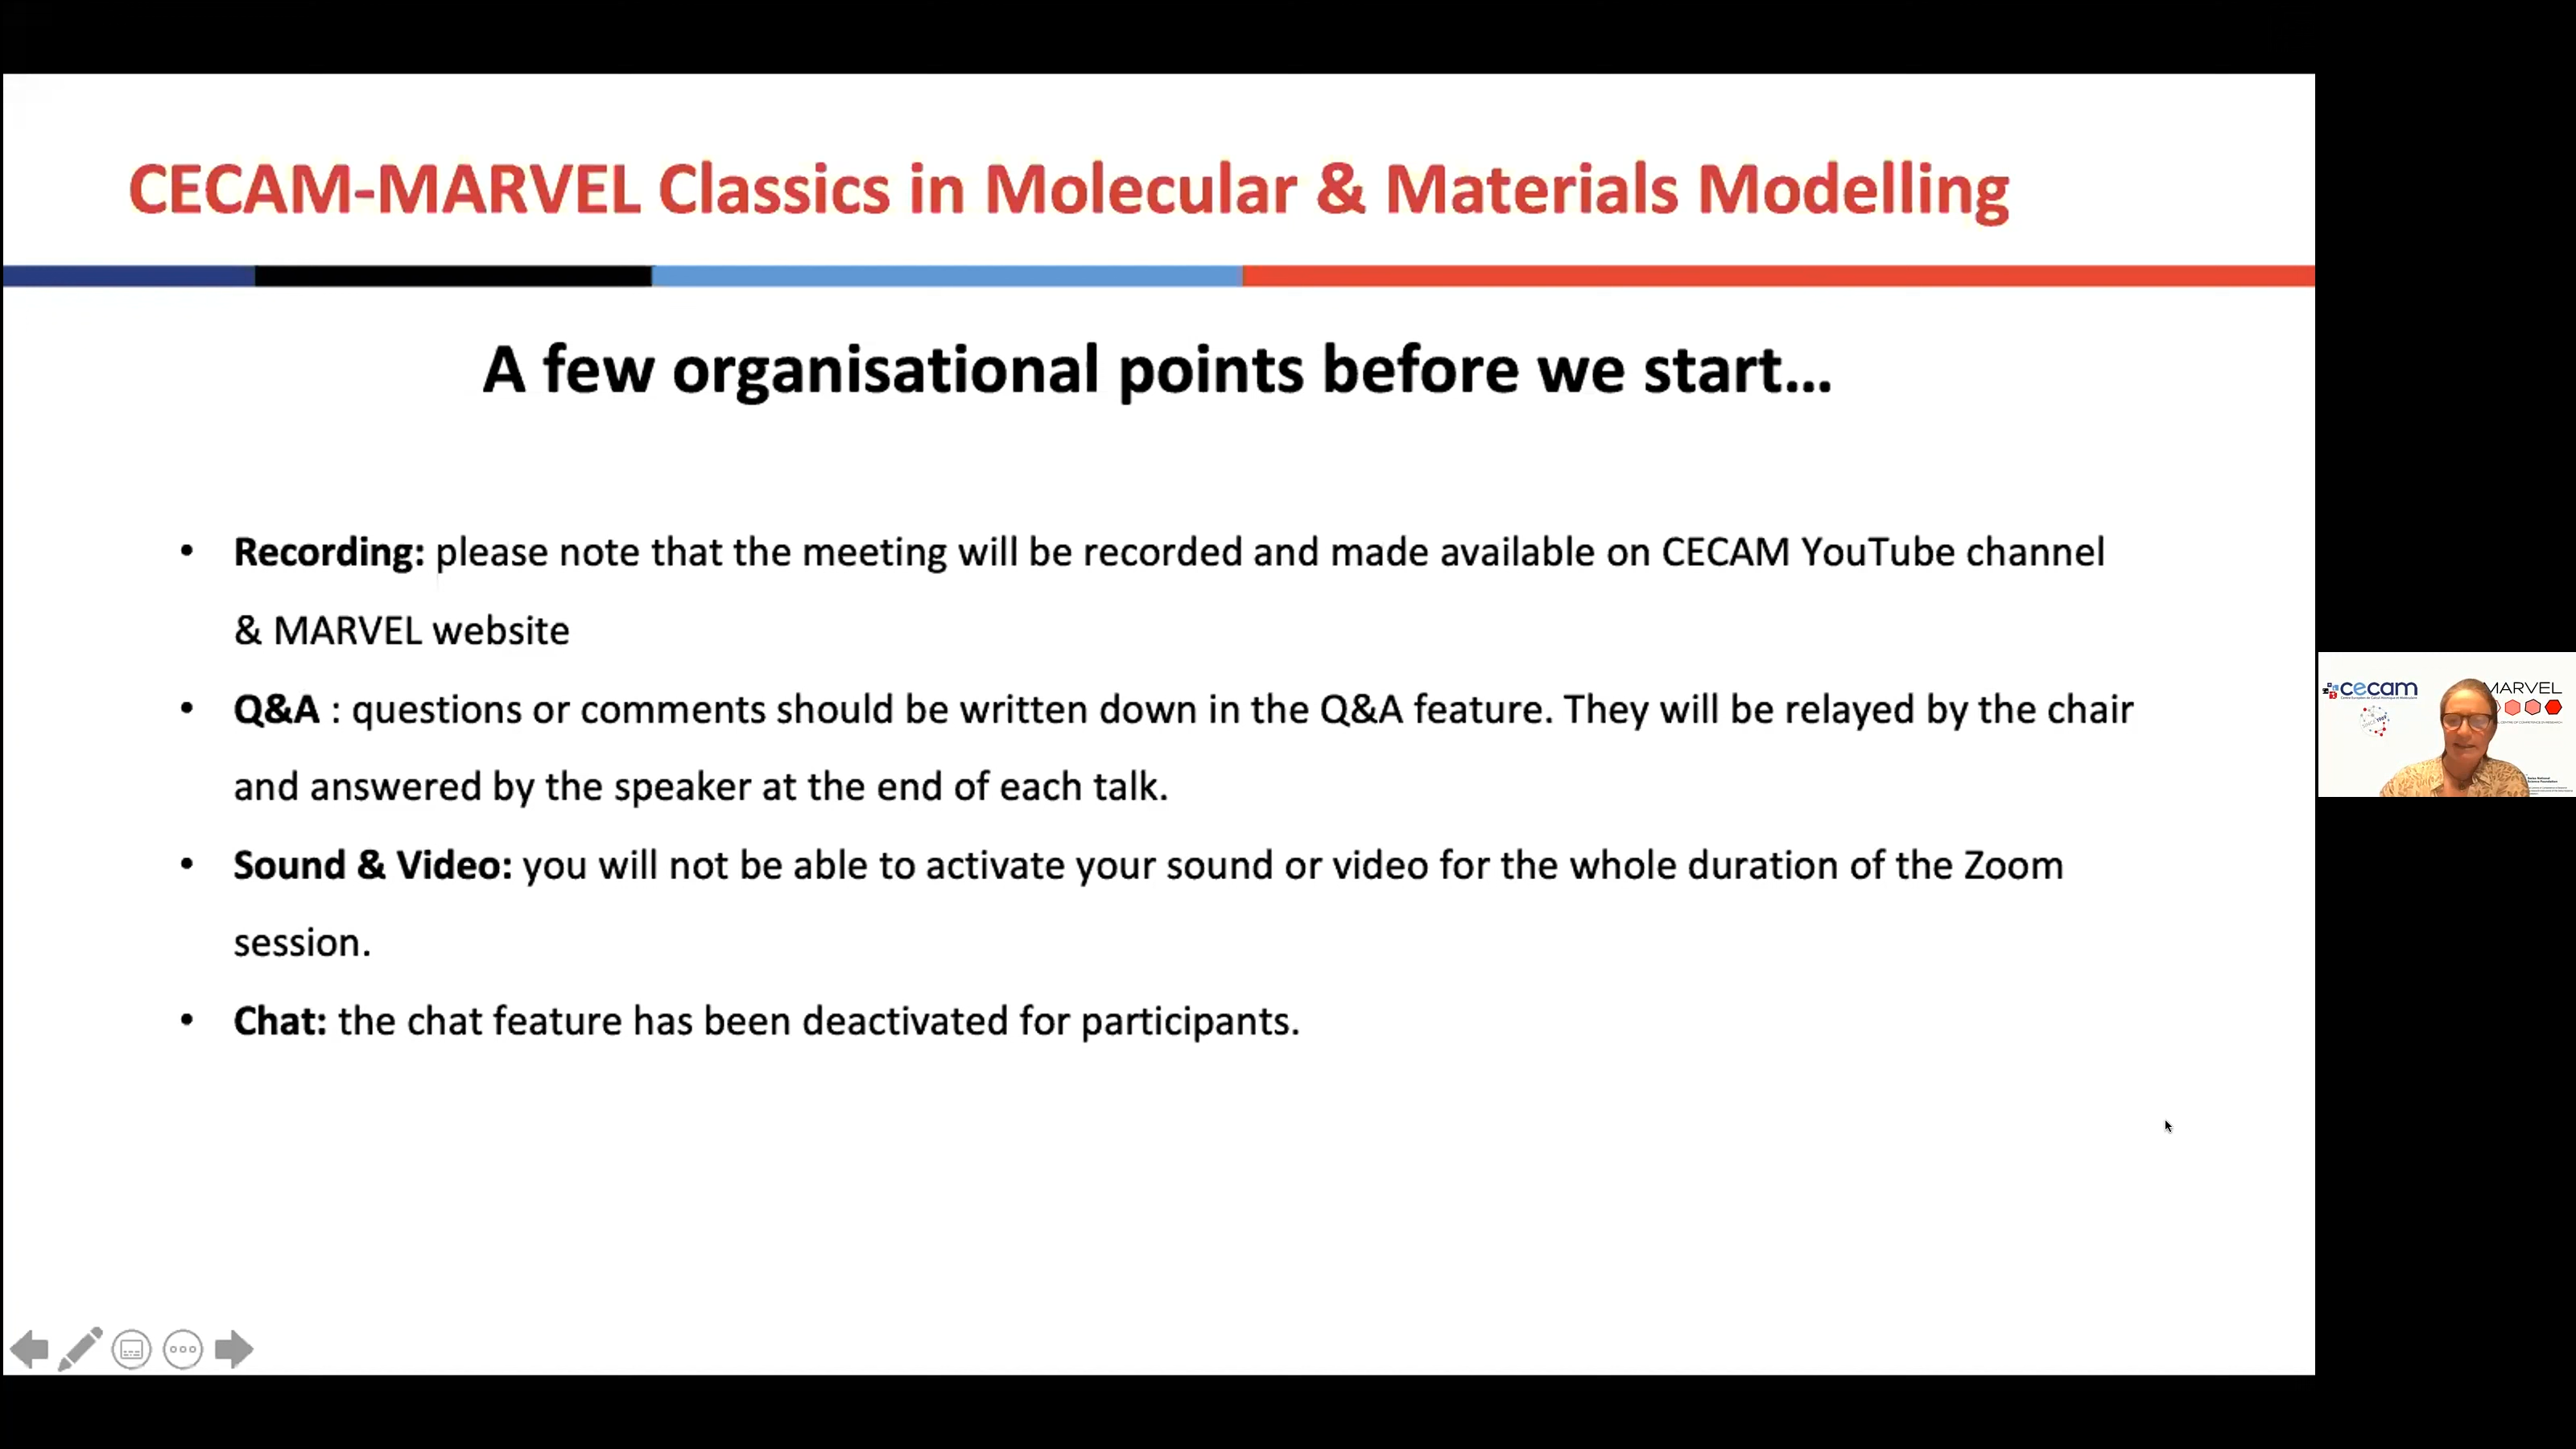 CECAM-MARVEL Classics in Molecular & Materials Modelling
A few organisational points before we start...
• Recording: please note that the meeting will be recorded and made available on CECAM YouTube channel
& MARVEL website
• Q&A : questions or comments should be written down in the Q&A feature. They will be relayed by the chair
and answered by the speaker at the end of each talk.
• Sound & Video: you will not be able to activate your sound or video for the whole duration of the Zoom
session.
• Chat: the chat feature has been deactivated for participants.
cecam
MARVEL